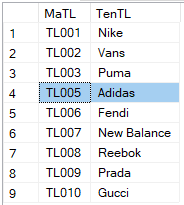 MaTL TenTL
1 TL001 Nike
2 TL002 Vans
3 TL003 Puma
4 TL005 Adidas
5 TL006 Fendi
6 TL007 New Balance
7 TL008 Reebok
8 TL009 Prada
9 TL010 Gucci